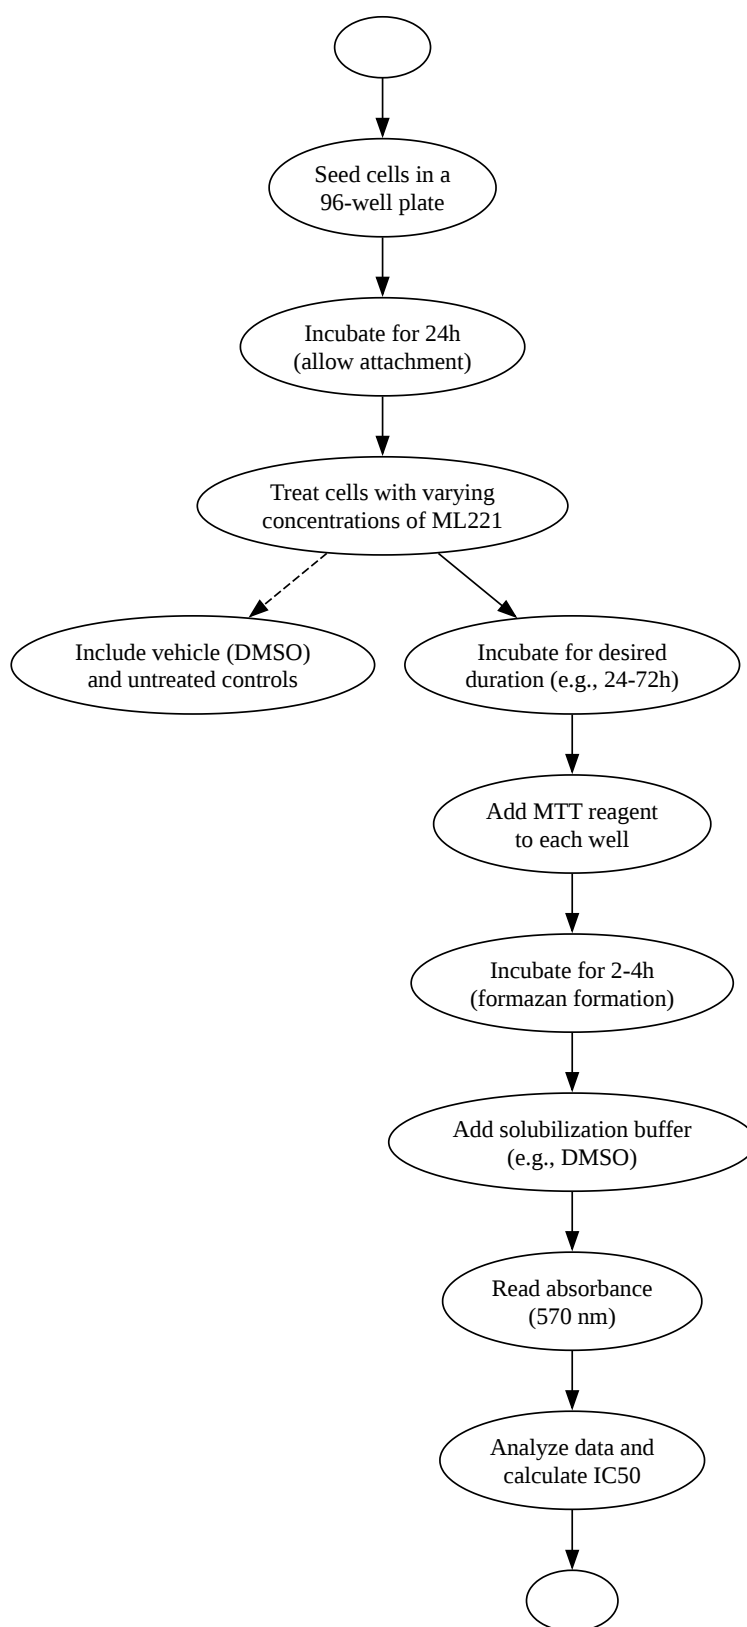 Seed cells in a
96-well plate
Incubate for 24h
(allow attachment)
Treat cells with varying
concentrations of ML221
Include vehicle (DMSO)
and untreated controls
Incubate for desired
duration (e.g., 24-72h)
Add MTT reagent
to each well
Incubate for 2-4h
(formazan formation)
Add solubilization buffer
(e.g., DMSO)
Read absorbance
(570 nm)
Analyze data and
calculate IC50